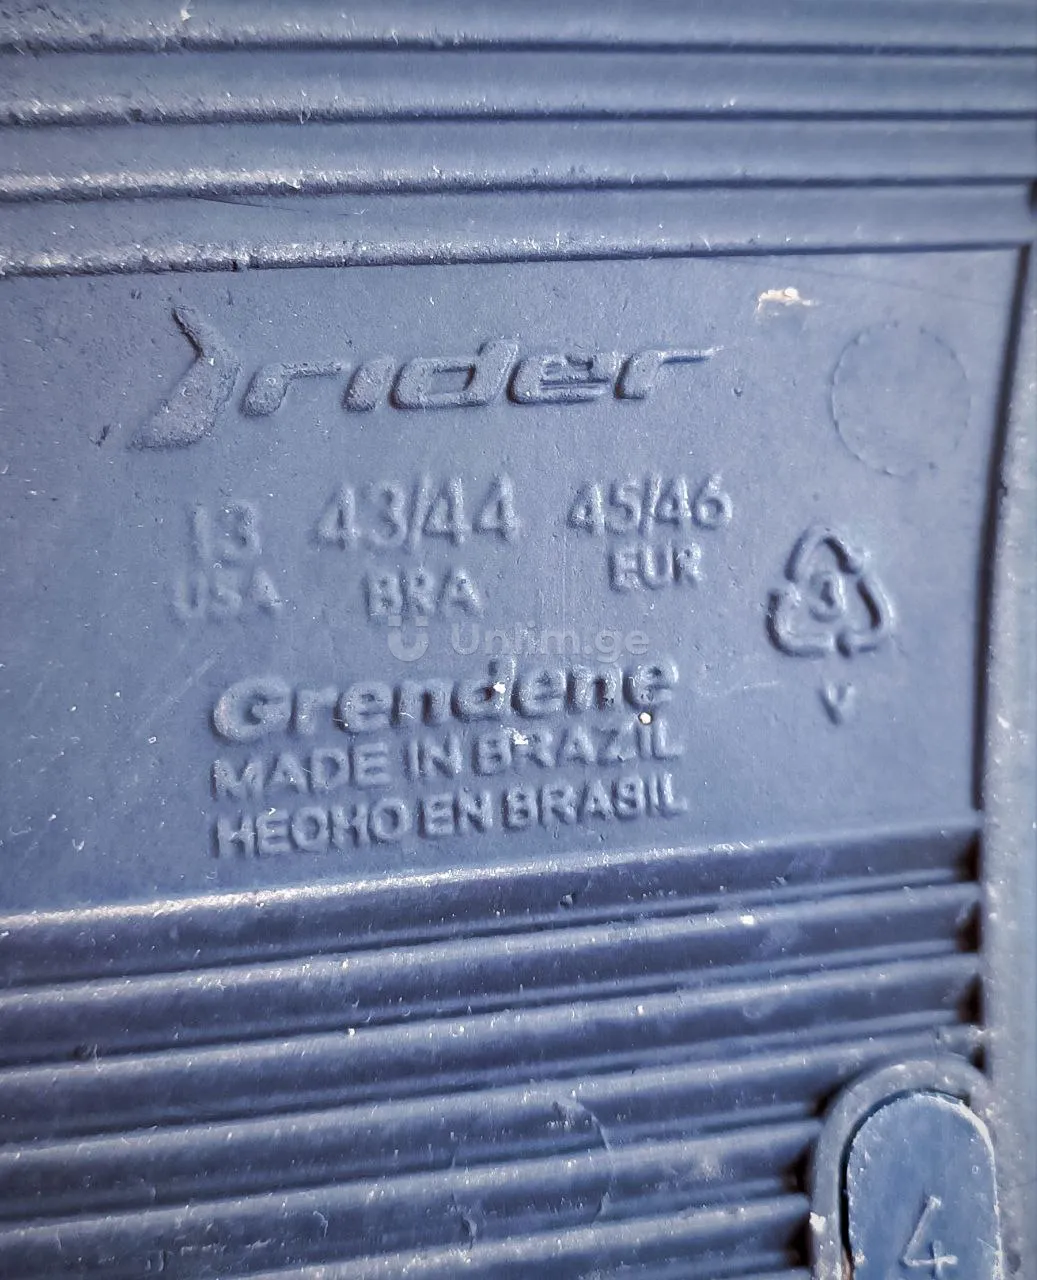 rider
13 43/44 45/46
USA BRA EUR
3
V
Unlim.ge
Grendene
MADE IN BRAZIL
HECHO EN BRASIL
4